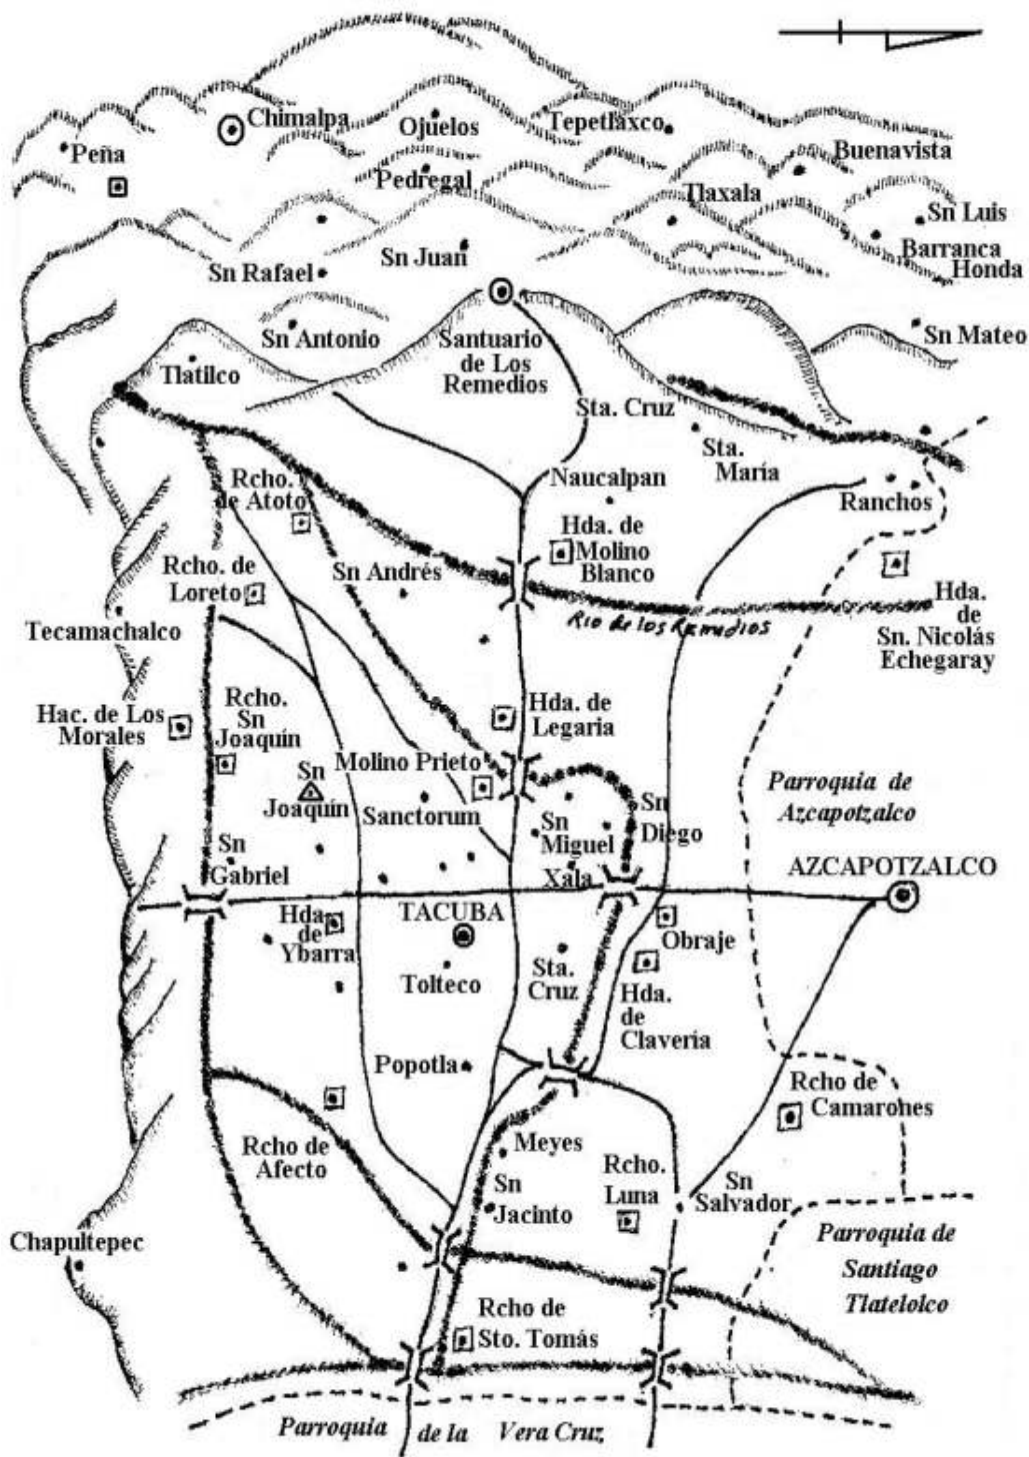 Chimalpa
Ojuelos
Tepetlaxco
Peña
Buenavista
Pedregal
Tlaxala
Sn Luis
Barranca
Honda
Sn Rafael
Sn Juan
Sn Antonio
Santuario
de Los
Remedios
Sn Mateo
Tlatilco
Sta. Cruz
Sta.
María
Rcho.
de Atoto
Naucalpan
Ranchos
Hda. de
Molino
Blanco
Rcho. de
Loreto
Sn Andrés
Tecamachalco
Rio de los Remedios
Hda.
de
Sn. Nicolás
Echegaray
Hac. de Los
Morales
Rcho.
Sn
Joaquín
Hda. de
Legaria
Sn
Joaquín
Molino Prieto
Sanctorum
Parroquia de
Azcapotzalco
Sn
Miguel
Sn
Diego
Sn
Gabriel
Xala
AZCAPOTZALCO
Hda.
de
Ybarra
TACUBA
Obraje
Tolteco
Sta.
Cruz
Hda.
de
Clavería
Popotla
Rcho de
Camarones
Rcho de
Afecto
Meyes
Rcho.
Luna
Sn
Jacinto
Sn
Salvador
Chapultepec
Parroquia de
Santiago
Tlatelolco
Rcho de
Sto. Tomás
Parroquia de la Vera Cruz